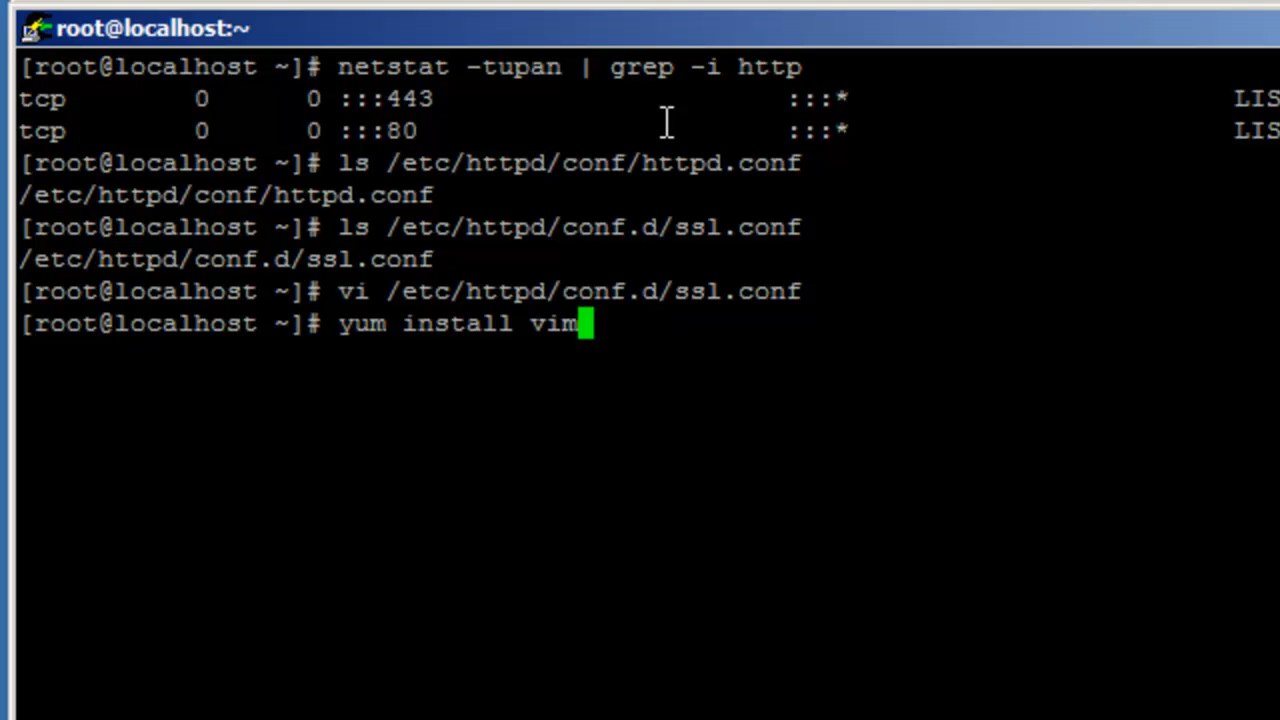 root@localhost:~
[root@localhost ~]# netstat -tupan | grep -i http
tcp 0 0 :::443 :::* LIS
tcp 0 0 :::80 :::* LIS
[root@localhost ~]# ls /etc/httpd/conf/httpd.conf
/etc/httpd/conf/httpd.conf
[root@localhost ~]# ls /etc/httpd/conf.d/ssl.conf
/etc/httpd/conf.d/ssl.conf
[root@localhost ~]# vi /etc/httpd/conf.d/ssl.conf
[root@localhost ~]# yum install vim